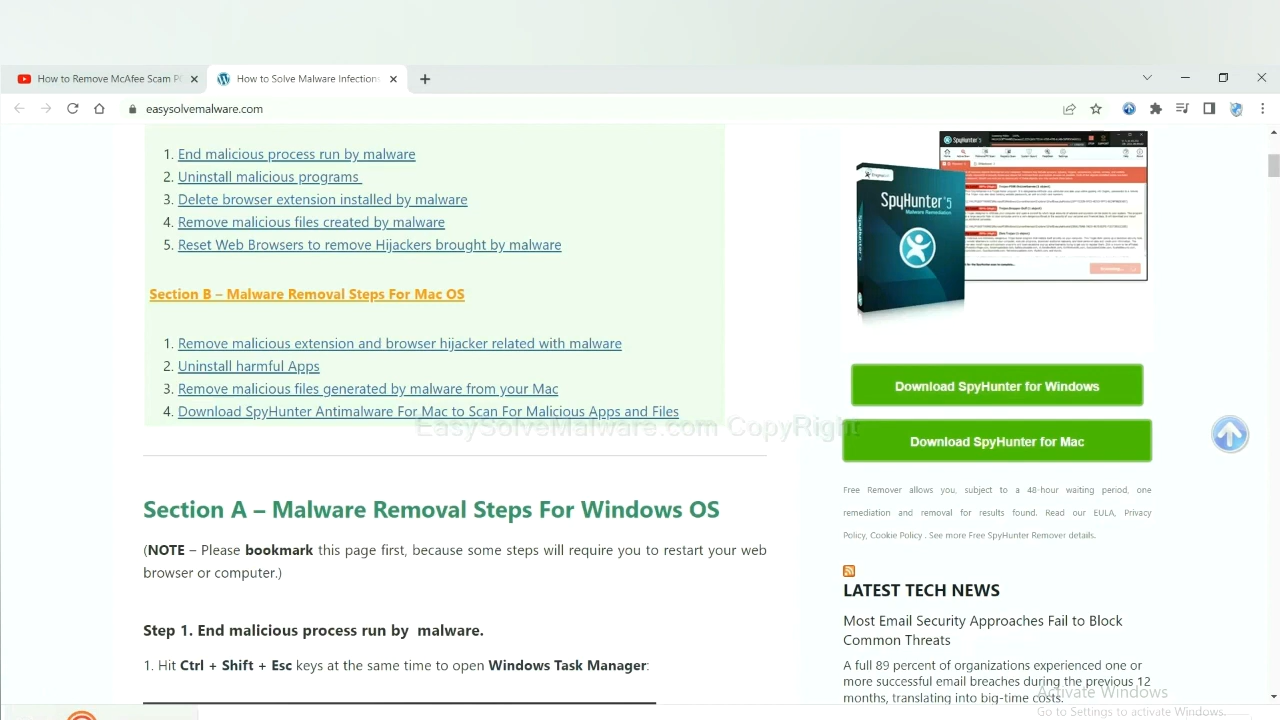 How to Remove McAfee Scam P
How to Solve Malware Infection
easysolvemalware.com
1. End malicious process run by malware
2. Uninstall malicious programs
3. Delete browser extensions installed by malware
4. Remove malicious files created by malware
5. Reset Web Browser to remove Hijackers brought by malware
Section B – Malware Removal Steps For Mac OS
1. Remove malicious extension and browser hijacker related with malware
2. Uninstall harmful Apps
3. Remove malicious files generated by malware from your Mac
4. Download SpyHunter Antimalware For Mac to Scan For Malicious Apps and Files
EasySolveMalware.com CopyRight
Section A – Malware Removal Steps For Windows OS
(NOTE – Please bookmark this page first, because some steps will require you to restart your web
browser or computer.)
Step 1. End malicious process run by malware.
1. Hit Ctrl + Shift + Esc keys at the same time to open Windows Task Manager:
SpyHunter
SpyHunter 5
Malware Remediation
Download SpyHunter for Windows
Download SpyHunter for Mac
Free Remover allows you, subject to a 48-hour waiting period, one
remediation and removal for results found. Read our EULA, Privacy
Policy, Cookie Policy . See more Free SpyHunter Remover details.
LATEST TECH NEWS
Most Email Security Approaches Fail to Block
Common Threats
A full 89 percent of organizations experienced one or
more successful email breaches during the previous 12
months, translating into big-time costs.
Activate Windows
Go to Settings to activate Windows.